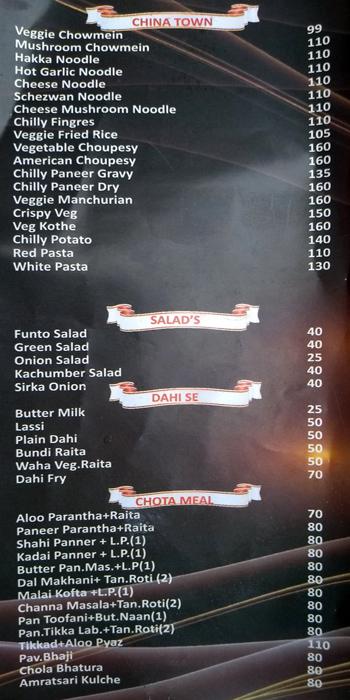 CHINA TOWN
Veggie Chowmein 99
Mushroom Chowmein 110
Hakka Noodle 110
Hot Garlic Noodle 110
Cheese Noodle 110
Schezwan Noodle 110
Cheese Mushroom Noodle 110
Chilly Fingres 110
Veggie Fried Rice 105
Vegetable Choupesy 160
American Choupesy 160
Chilly Paneer Gravy 135
Chilly Paneer Dry 160
Veggie Manchurian 160
Crispy Veg 150
Veg Kothe 160
Chilly Potato 140
Red Pasta 110
White Pasta 130
SALAD'S
Funto Salad 40
Green Salad 40
Onion Salad 25
Kachumber Salad 40
Sirka Onion 40
DAHI SE
Butter Milk 25
Lassi 50
Plain Dahi 50
Bundi Raita 50
Waha Veg.Raita 50
Dahi Fry 70
CHOTA MEAL
Aloo Parantha+Raita 70
Paneer Parantha+Raita 80
Shahi Panner + L.P.(1) 80
Kadai Panner + L.P.(1) 80
Butter Pan.Mas.+L.P(1) 80
Dal Makhani+ Tan.Roti (2) 80
Malai Kofta +L.P.(1) 80
Channa Masala+Tan.Roti(2) 80
Pan Toofani+But.Naan(1) 80
Pan.Tikka Lab.+Tan.Roti(2) 80
Tikkad+Aloo Pyaz 110
Pav.Bhaji 80
Chola Bhatura 80
Amratsari Kulche 80